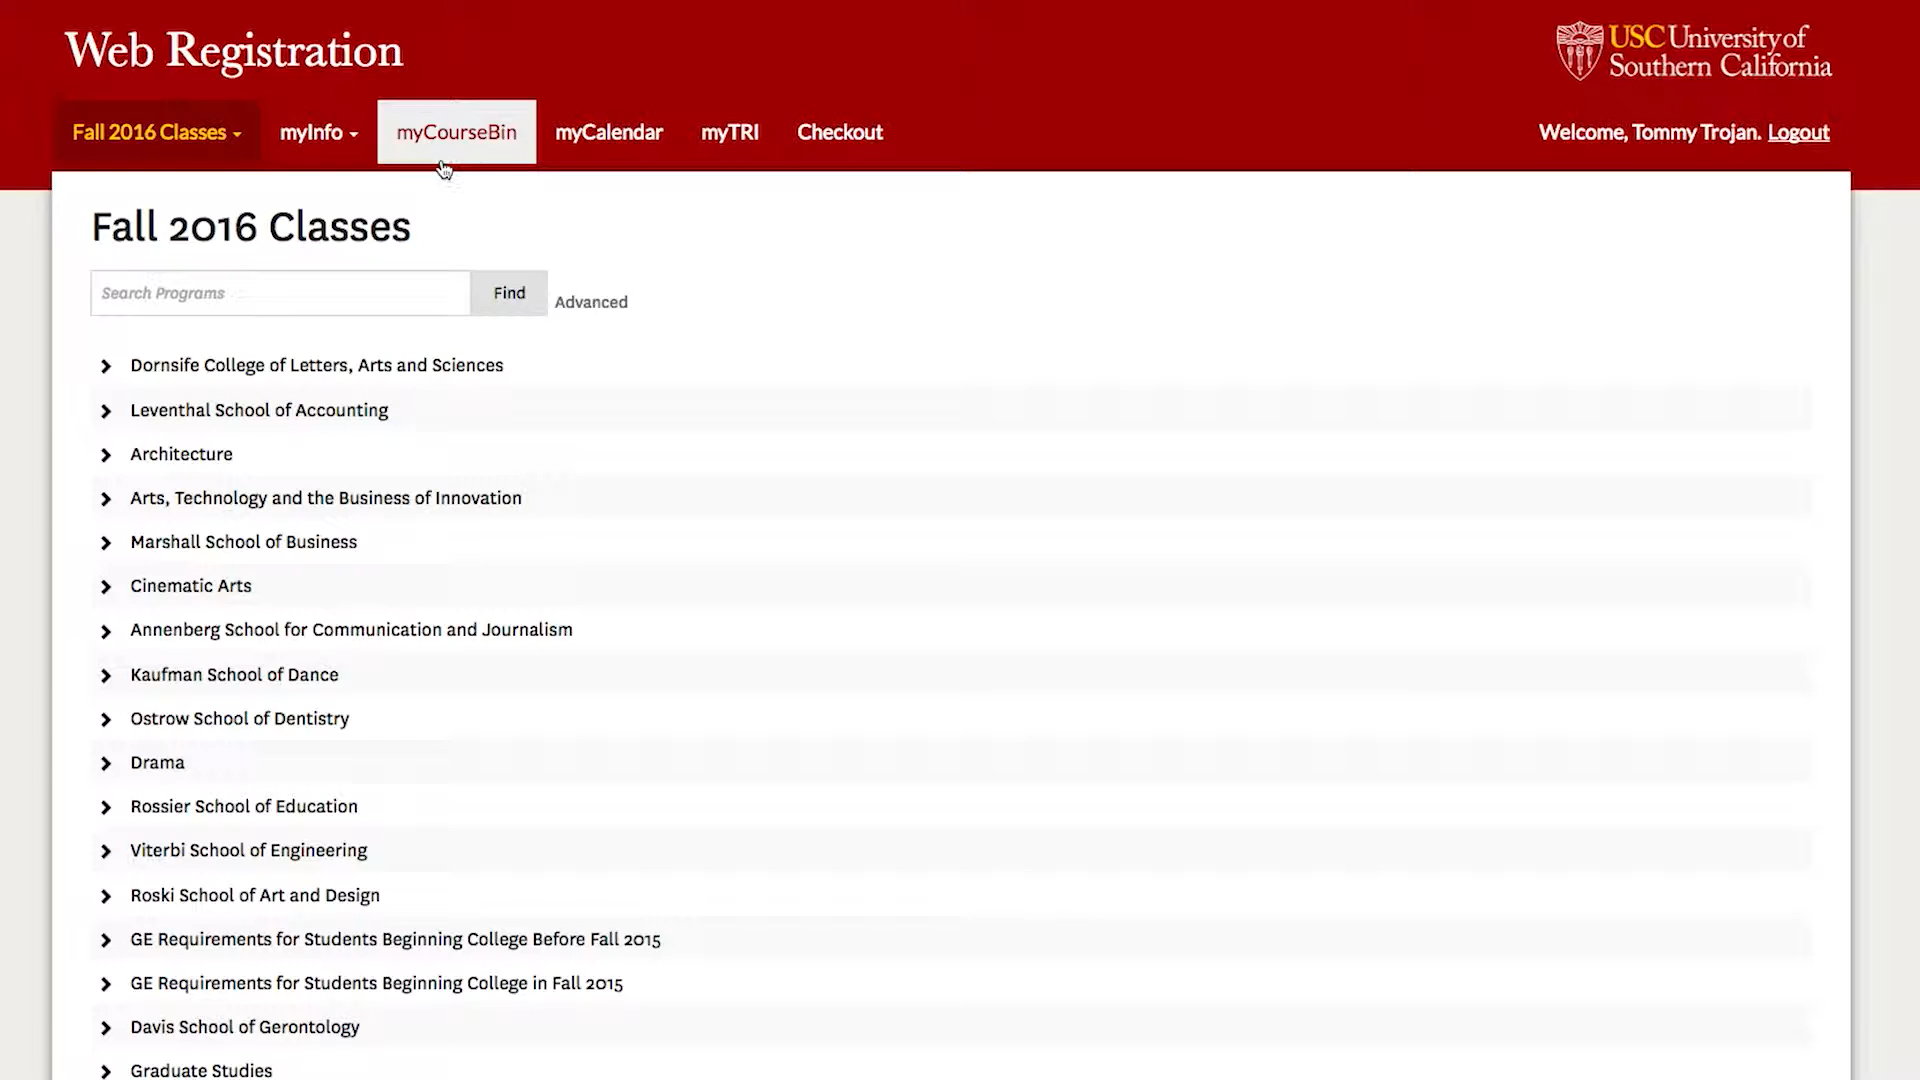 Web Registration
USC University of
Southern California
Fall 2016 Classes myInfo myCourseBin myCalendar myTRI Checkout Welcome, Tommy Trojan. Logout
Fall 2016 Classes
Search Programs Find Advanced
Dornsife College of Letters, Arts and Sciences
Leventhal School of Accounting
Architecture
Arts, Technology and the Business of Innovation
Marshall School of Business
Cinematic Arts
Annenberg School for Communication and Journalism
Kaufman School of Dance
Ostrow School of Dentistry
Drama
Rossier School of Education
Viterbi School of Engineering
Roski School of Art and Design
GE Requirements for Students Beginning College Before Fall 2015
GE Requirements for Students Beginning College in Fall 2015
Davis School of Gerontology
Graduate Studies